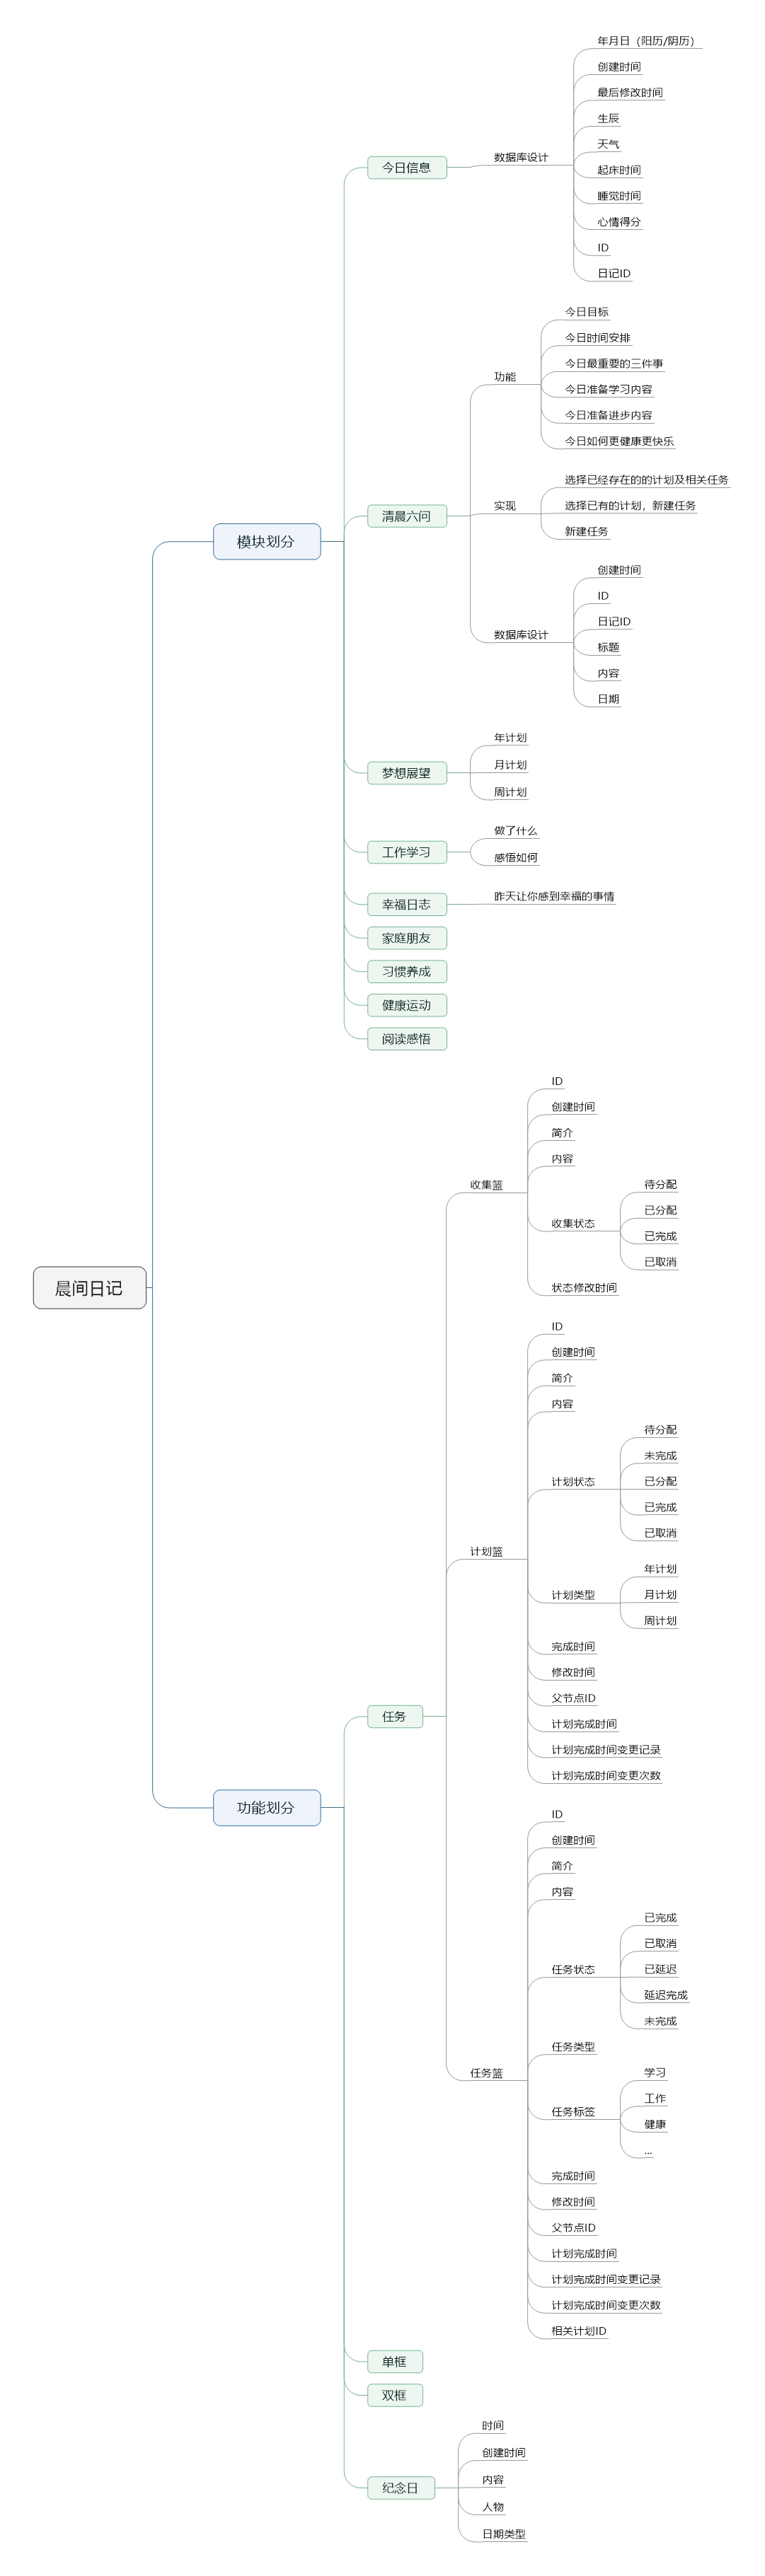 晨间日记
模块划分
今日信息
数据库设计
年月日（阳历/阴历）
创建时间
最后修改时间
生辰
天气
起床时间
睡觉时间
心情得分
ID
日记ID
清晨六问
功能
今日目标
今日时间安排
今日最重要的三件事
今日准备学习内容
今日准备进步内容
今日如何更健康更快乐
实现
选择已经存在的的计划及相关任务
选择已有的计划，新建任务
新建任务
数据库设计
创建时间
ID
日记ID
标题
内容
日期
梦想展望
年计划
月计划
周计划
工作学习
做了什么
感悟如何
幸福日志
昨天让你感到幸福的事情
家庭朋友
习惯养成
健康运动
阅读感悟
功能划分
任务
收集篮
ID
创建时间
简介
内容
收集状态
待分配
已分配
已完成
已取消
状态修改时间
计划篮
ID
创建时间
简介
内容
计划状态
待分配
未完成
已分配
已完成
已取消
计划类型
年计划
月计划
周计划
完成时间
修改时间
父节点ID
计划完成时间
计划完成时间变更记录
计划完成时间变更次数
任务篮
ID
创建时间
简介
内容
任务状态
已完成
已取消
已延迟
延迟完成
未完成
任务类型
任务标签
学习
工作
健康
...
完成时间
修改时间
父节点ID
计划完成时间
计划完成时间变更记录
计划完成时间变更次数
相关计划ID
单框
双框
纪念日
时间
创建时间
内容
人物
日期类型